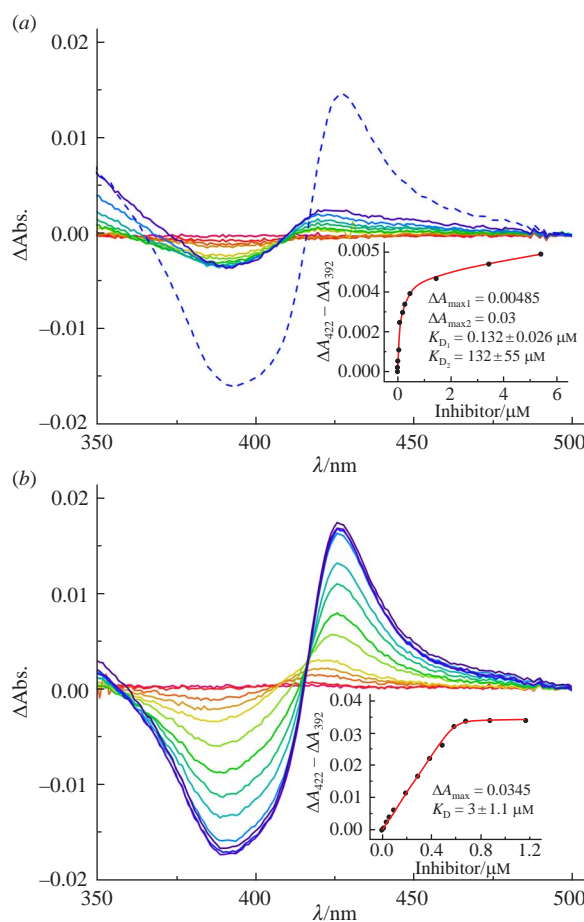 (a)
0.02
0.01
0.00
–0.01
–0.02
ΔAbs.
350
400
450
500
λ/nm
0.005
0.004
0.002
0.001
0.000
ΔA422 – ΔA392
0
2
4
6
Inhibitor/μM
ΔAmax1 = 0.00485
ΔAmax2 = 0.03
KD1 = 0.132 ± 0.026 μM
KD2 = 132 ± 55 μM
(b)
0.02
0.01
0.00
–0.01
–0.02
ΔAbs.
350
400
450
500
λ/nm
0.04
0.03
0.02
0.01
0.00
ΔA422 – ΔA392
0.0
0.4
0.8
1.2
Inhibitor/μM
ΔAmax = 0.0345
KD = 3 ± 1.1 μM